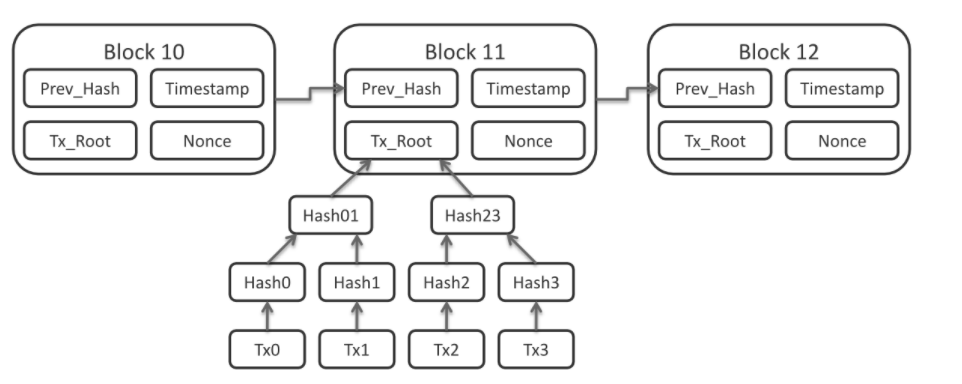 Block 10
Block 11
Block 12
Prev_Hash
Timestamp
Prev_Hash
Timestamp
Prev_Hash
Timestamp
Tx_Root
Nonce
Tx_Root
Nonce
Tx_Root
Nonce
Hash01
Hash23
Hash0
Hash1
Hash2
Hash3
Tx0
Tx1
Tx2
Tx3